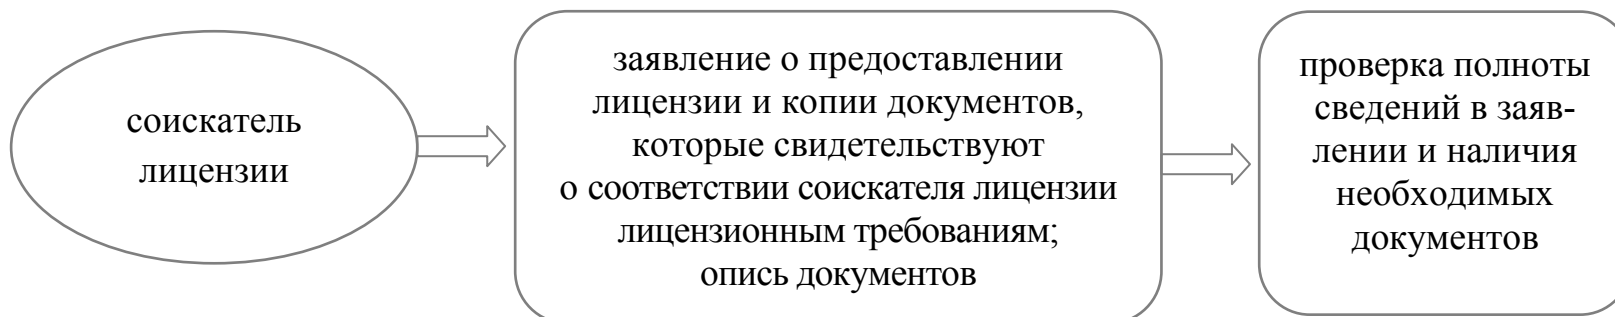 соискатель
лицензии
заявление о предоставлении
лицензии и копии документов,
которые свидетельствуют
о соответствии соискателя лицензии
лицензионным требованиям;
опись документов
проверка полноты
сведений в заяв-
лении и наличия
необходимых
документов